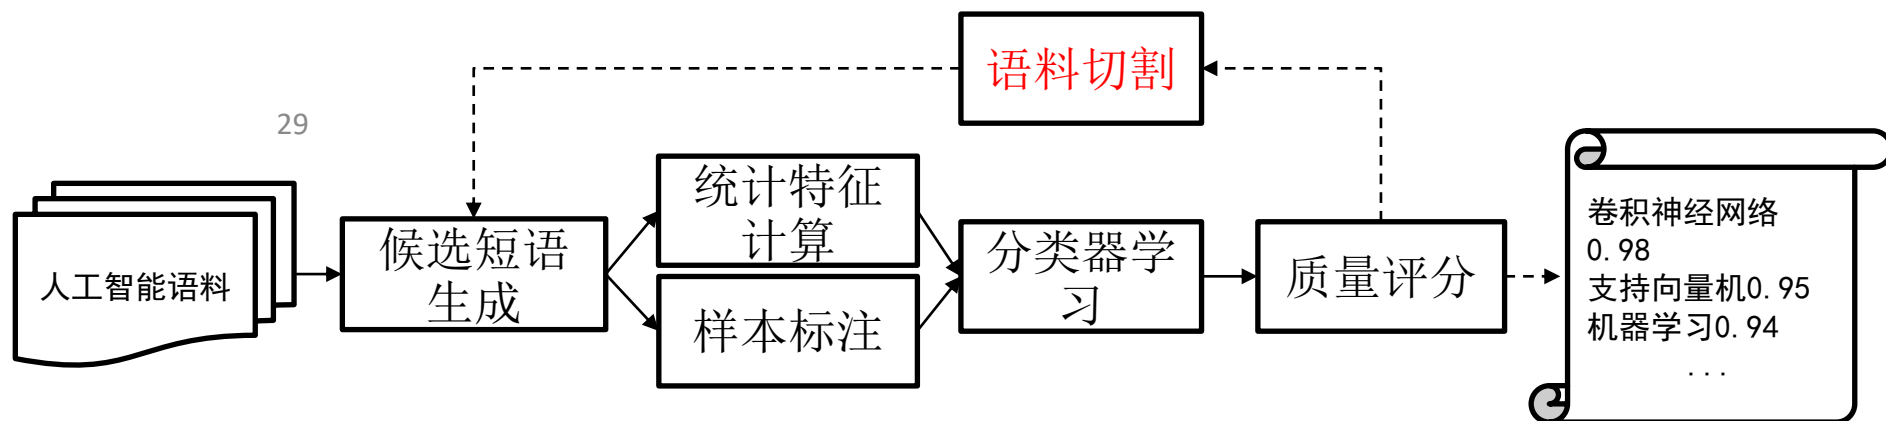 语料切割
29
人工智能语料
候选短语
生成
统计特征
计算
样本标注
分类器学
习
质量评分
卷积神经网络
0.98
支持向量机0.95
机器学习0.94
...